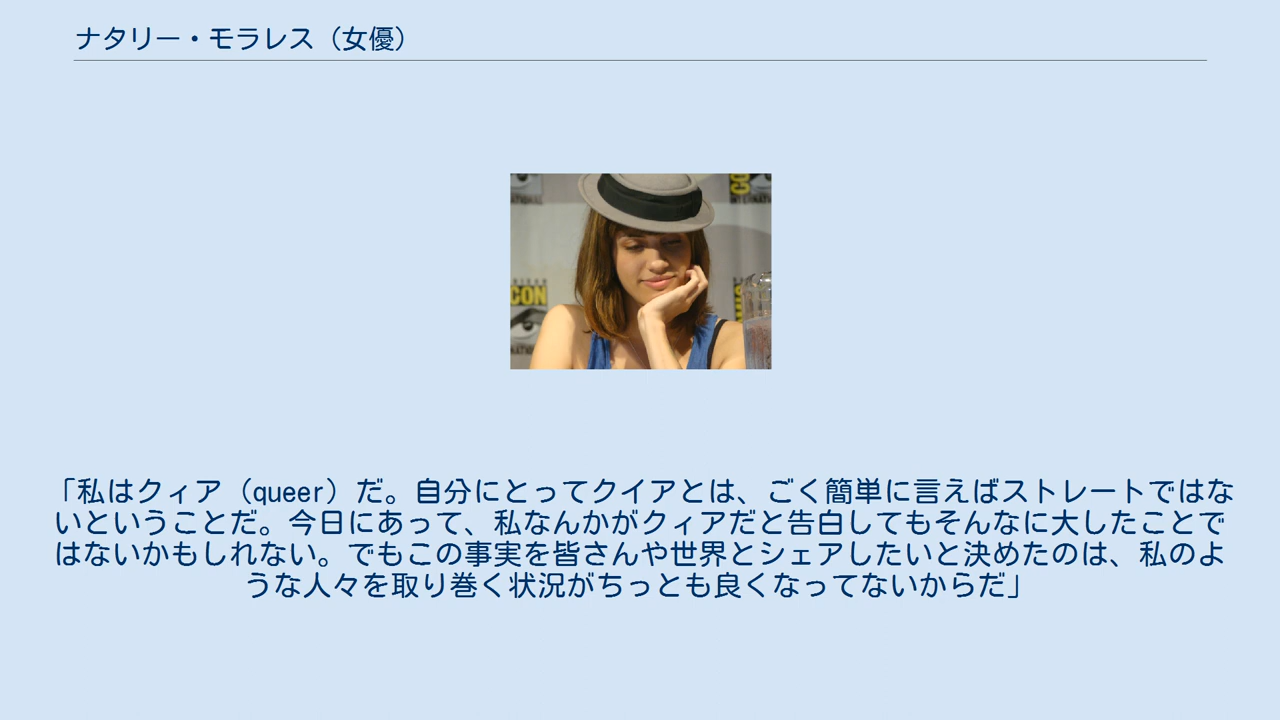 ナタリー・モラレス（女優）
CON
CON
「私はクィア（queer）だ。自分にとってクイアとは、ごく簡単に言えばストレートではな
いということだ。今日にあって、私なんかがクィアだと告白してもそんなに大したことで
はないかもしれない。でもこの事実を皆さんや世界とシェアしたいと決めたのは、私のよ
うな人々を取り巻く状況がちっとも良くなってないからだ」